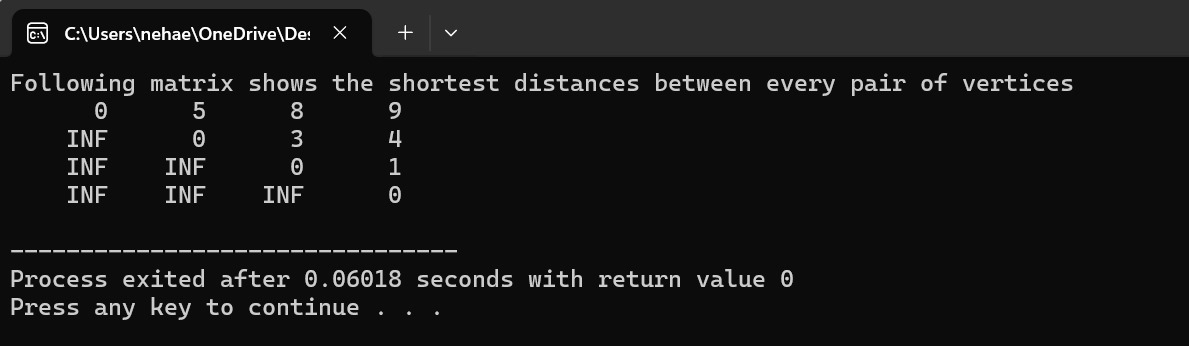 C:\Users\nehae\OneDrive\Des
Following matrix shows the shortest distances between every pair of vertices
      0      5      8      9
    INF      0      3      4
    INF    INF      0      1
    INF    INF    INF      0
--------------------------------
Process exited after 0.06018 seconds with return value 0
Press any key to continue . . .